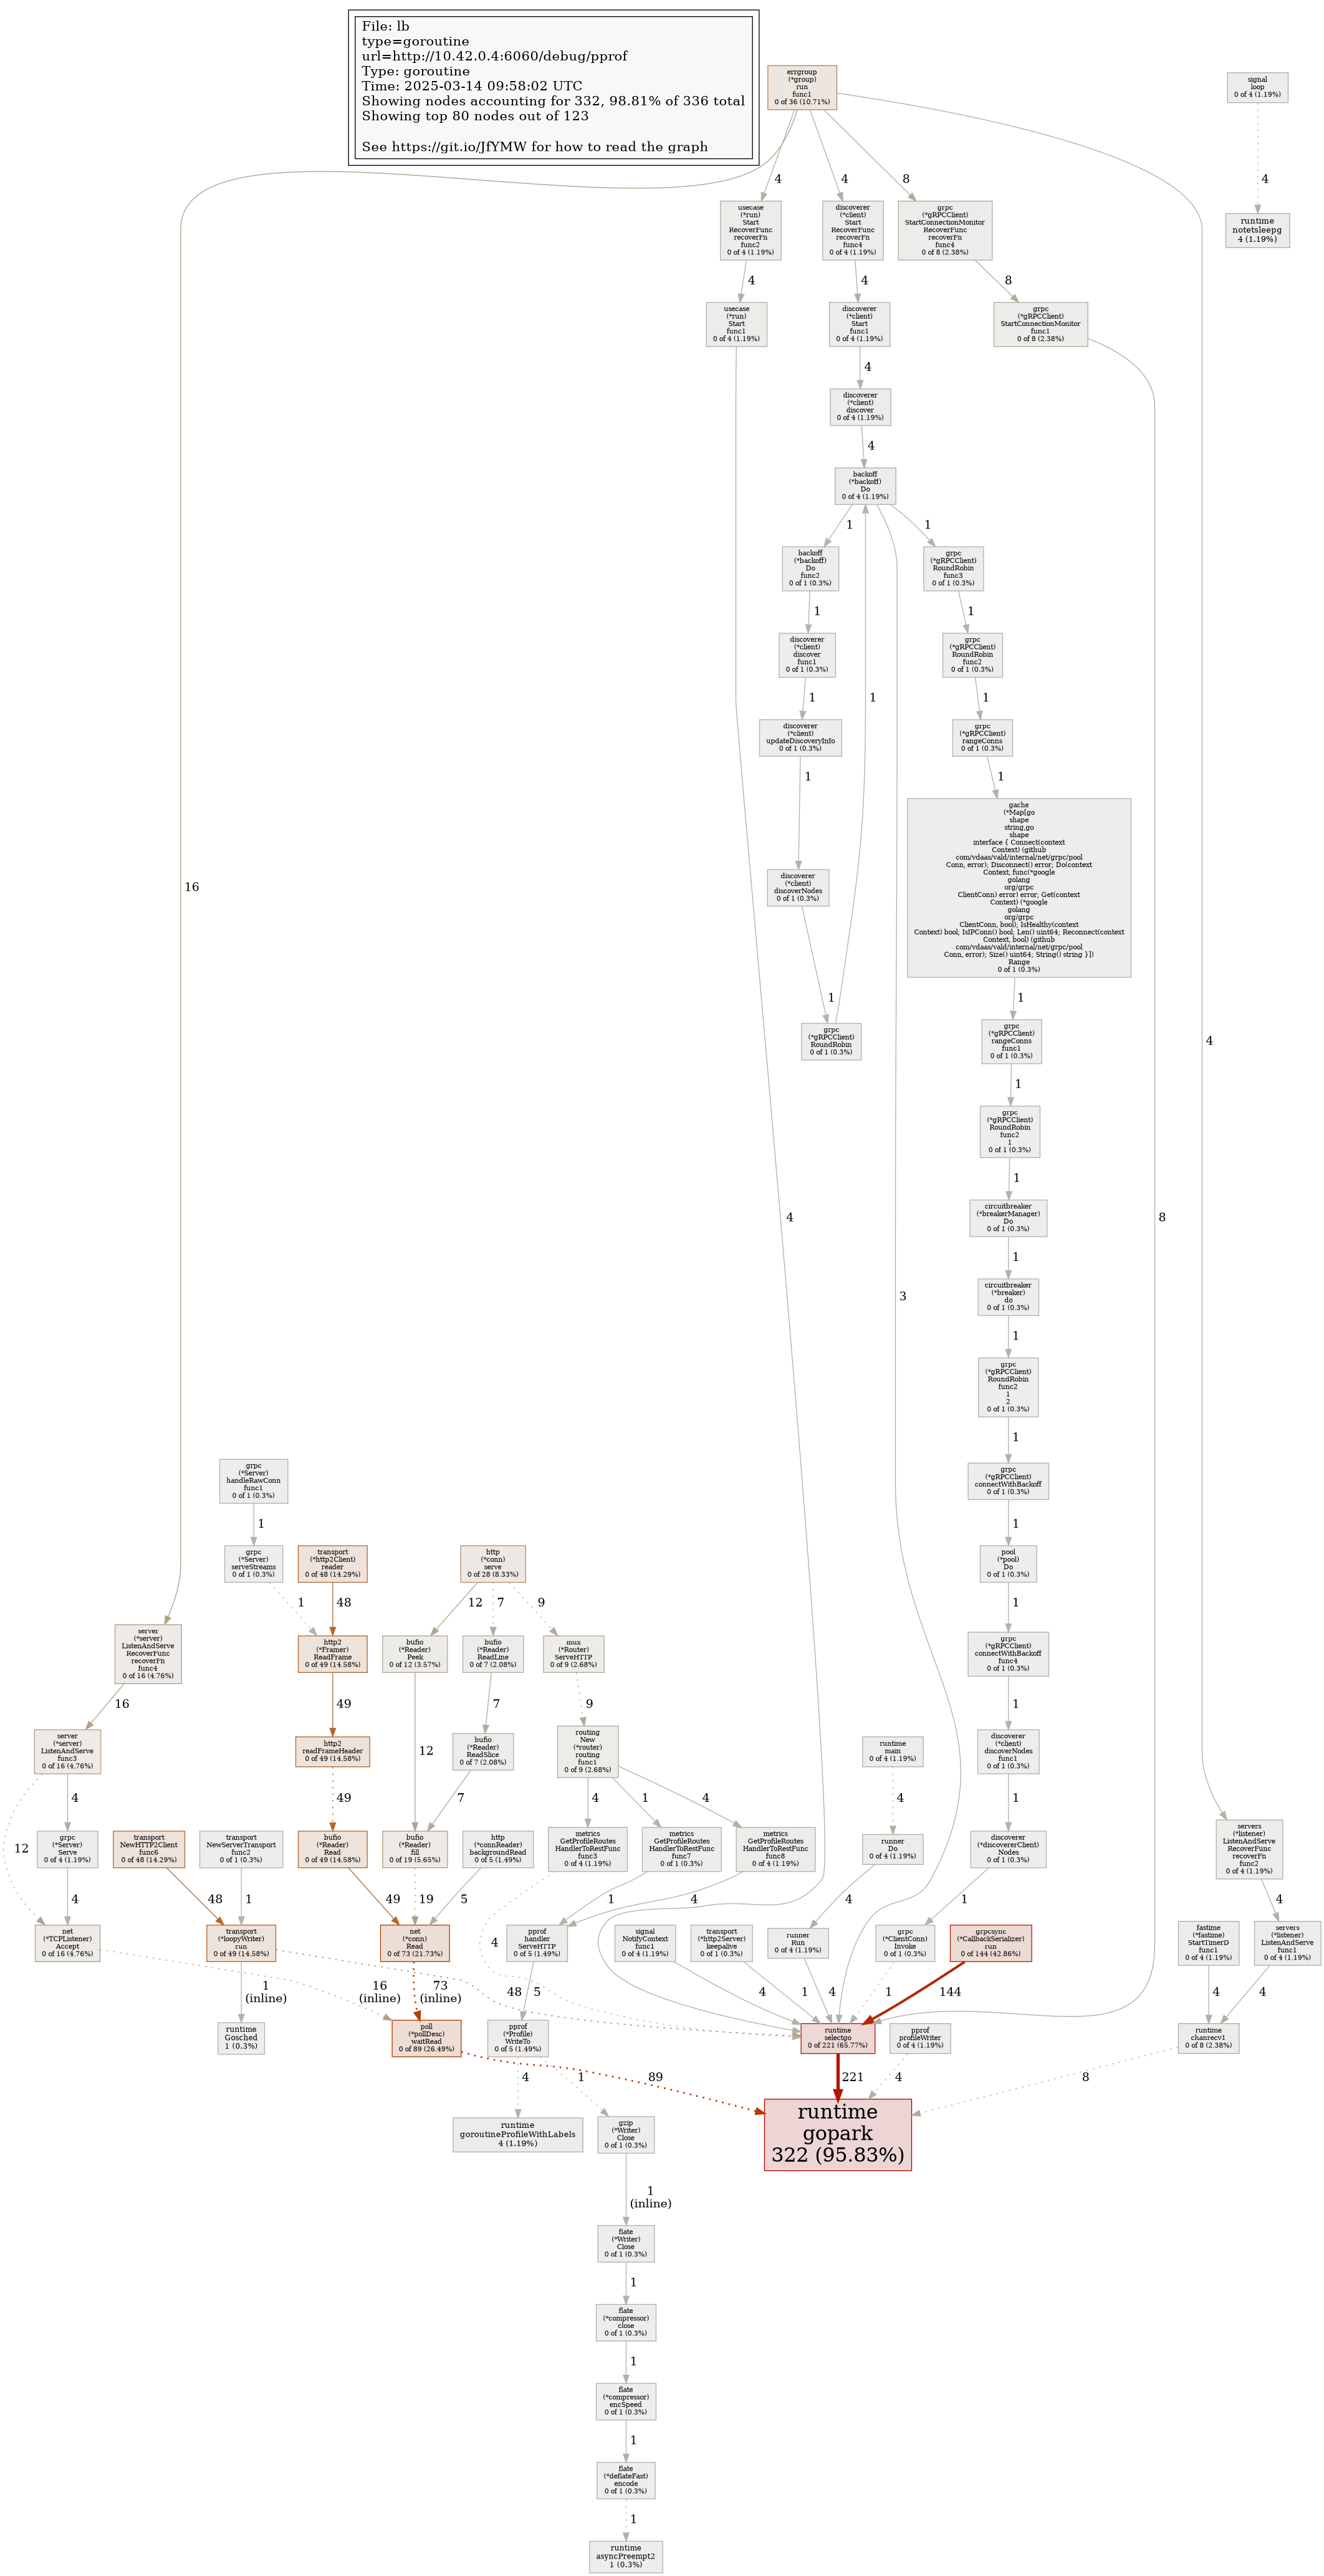 File: lb
type=goroutine
url=http://10.42.0.4:6060/debug/pprof
Type: goroutine
Time: 2025-03-14 09:58:02 UTC
Showing nodes accounting for 332, 98.81% of 336 total
Showing top 80 nodes out of 123
See https://git.io/JfYMW for how to read the graph
errgroup
(*group)
run
func1
0 of 36 (10.71%)
signal
loop
0 of 4 (1.19%)
4
4
8
4
usecase
(*run)
Start
RecoverFunc
recoverFn
func2
0 of 4 (1.19%)
discoverer
(*client)
Start
RecoverFunc
recoverFn
func4
0 of 4 (1.19%)
grpc
(*gRPCClient)
StartConnectionMonitor
RecoverFunc
recoverFn
func4
0 of 8 (2.38%)
runtime
notetsleepg
4 (1.19%)
4
4
8
usecase
(*run)
Start
func1
0 of 4 (1.19%)
discoverer
(*client)
Start
func1
0 of 4 (1.19%)
grpc
(*gRPCClient)
StartConnectionMonitor
func1
0 of 8 (2.38%)
4
discoverer
(*client)
discover
0 of 4 (1.19%)
4
backoff
(*backoff)
Do
0 of 4 (1.19%)
1
1
backoff
(*backoff)
Do
func2
0 of 1 (0.3%)
grpc
(*gRPCClient)
RoundRobin
func3
0 of 1 (0.3%)
1
1
discoverer
(*client)
discover
func1
0 of 1 (0.3%)
grpc
(*gRPCClient)
RoundRobin
func2
0 of 1 (0.3%)
1
1
1
discoverer
(*client)
updateDiscoveryInfo
0 of 1 (0.3%)
grpc
(*gRPCClient)
rangeConns
0 of 1 (0.3%)
1
1
gache
(*Map[go
shape
string,go
shape
interface { Connect(context
Context) (github
com/vdaas/vald/internal/net/grpc/pool
Conn, error); Disconnect() error; Do(context
Context, func(*google
golang
org/grpc
ClientConn) error) error; Get(context
Context) (*google
golang
org/grpc
ClientConn, bool); IsHealthy(context
Context) bool; IsIPConn() bool; Len() uint64; Reconnect(context
Context, bool) (github
com/vdaas/vald/internal/net/grpc/pool
Conn, error); Size() uint64; String() string }])
Range
0 of 1 (0.3%)
16
discoverer
(*client)
discoverNodes
0 of 1 (0.3%)
1
1
grpc
(*gRPCClient)
RoundRobin
0 of 1 (0.3%)
grpc
(*gRPCClient)
rangeConns
func1
0 of 1 (0.3%)
4
1
grpc
(*gRPCClient)
RoundRobin
func2
1
0 of 1 (0.3%)
1
circuitbreaker
(*breakerManager)
Do
0 of 1 (0.3%)
4
8
1
circuitbreaker
(*breaker)
do
0 of 1 (0.3%)
3
1
grpc
(*gRPCClient)
RoundRobin
func2
1
2
0 of 1 (0.3%)
1
grpc
(*Server)
handleRawConn
func1
0 of 1 (0.3%)
grpc
(*gRPCClient)
connectWithBackoff
0 of 1 (0.3%)
1
1
grpc
(*Server)
serveStreams
0 of 1 (0.3%)
transport
(*http2Client)
reader
0 of 48 (14.29%)
http
(*conn)
serve
0 of 28 (8.33%)
pool
(*pool)
Do
0 of 1 (0.3%)
1
48
12
7
9
1
server
(*server)
ListenAndServe
RecoverFunc
recoverFn
func4
0 of 16 (4.76%)
http2
(*Framer)
ReadFrame
0 of 49 (14.58%)
bufio
(*Reader)
Peek
0 of 12 (3.57%)
bufio
(*Reader)
ReadLine
0 of 7 (2.08%)
mux
(*Router)
ServeHTTP
0 of 9 (2.68%)
grpc
(*gRPCClient)
connectWithBackoff
func4
0 of 1 (0.3%)
16
49
7
9
1
server
(*server)
ListenAndServe
func3
0 of 16 (4.76%)
http2
readFrameHeader
0 of 49 (14.58%)
12
bufio
(*Reader)
ReadSlice
0 of 7 (2.08%)
routing
New
(*router)
routing
func1
0 of 9 (2.68%)
runtime
main
0 of 4 (1.19%)
discoverer
(*client)
discoverNodes
func1
0 of 1 (0.3%)
4
49
7
4
1
4
4
1
12
grpc
(*Server)
Serve
0 of 4 (1.19%)
transport
NewHTTP2Client
func6
0 of 48 (14.29%)
transport
NewServerTransport
func2
0 of 1 (0.3%)
bufio
(*Reader)
Read
0 of 49 (14.58%)
bufio
(*Reader)
fill
0 of 19 (5.65%)
http
(*connReader)
backgroundRead
0 of 5 (1.49%)
metrics
GetProfileRoutes
HandlerToRestFunc
func3
0 of 4 (1.19%)
metrics
GetProfileRoutes
HandlerToRestFunc
func7
0 of 1 (0.3%)
metrics
GetProfileRoutes
HandlerToRestFunc
func8
0 of 4 (1.19%)
runner
Do
0 of 4 (1.19%)
discoverer
(*discovererClient)
Nodes
0 of 1 (0.3%)
servers
(*listener)
ListenAndServe
RecoverFunc
recoverFn
func2
0 of 4 (1.19%)
4
48
1
49
19
5
1
4
4
1
4
net
(*TCPListener)
Accept
0 of 16 (4.76%)
transport
(*loopyWriter)
run
0 of 49 (14.58%)
net
(*conn)
Read
0 of 73 (21.73%)
4
pprof
handler
ServeHTTP
0 of 5 (1.49%)
signal
NotifyContext
func1
0 of 4 (1.19%)
transport
(*http2Server)
keepalive
0 of 1 (0.3%)
runner
Run
0 of 4 (1.19%)
grpc
(*ClientConn)
Invoke
0 of 1 (0.3%)
grpcsync
(*CallbackSerializer)
run
0 of 144 (42.86%)
fastime
(*fastime)
StartTimerD
func1
0 of 4 (1.19%)
servers
(*listener)
ListenAndServe
func1
0 of 4 (1.19%)
1
(inline)
16
(inline)
73
(inline)
48
5
4
1
4
1
144
4
4
runtime
Gosched
1 (0.3%)
poll
(*pollDesc)
waitRead
0 of 89 (26.49%)
pprof
(*Profile)
WriteTo
0 of 5 (1.49%)
runtime
selectgo
0 of 221 (65.77%)
pprof
profileWriter
0 of 4 (1.19%)
runtime
chanrecv1
0 of 8 (2.38%)
4
1
89
221
4
8
runtime
goroutineProfileWithLabels
4 (1.19%)
gzip
(*Writer)
Close
0 of 1 (0.3%)
runtime
gopark
322 (95.83%)
1
(inline)
flate
(*Writer)
Close
0 of 1 (0.3%)
1
flate
(*compressor)
close
0 of 1 (0.3%)
1
flate
(*compressor)
encSpeed
0 of 1 (0.3%)
1
flate
(*deflateFast)
encode
0 of 1 (0.3%)
1
runtime
asyncPreempt2
1 (0.3%)